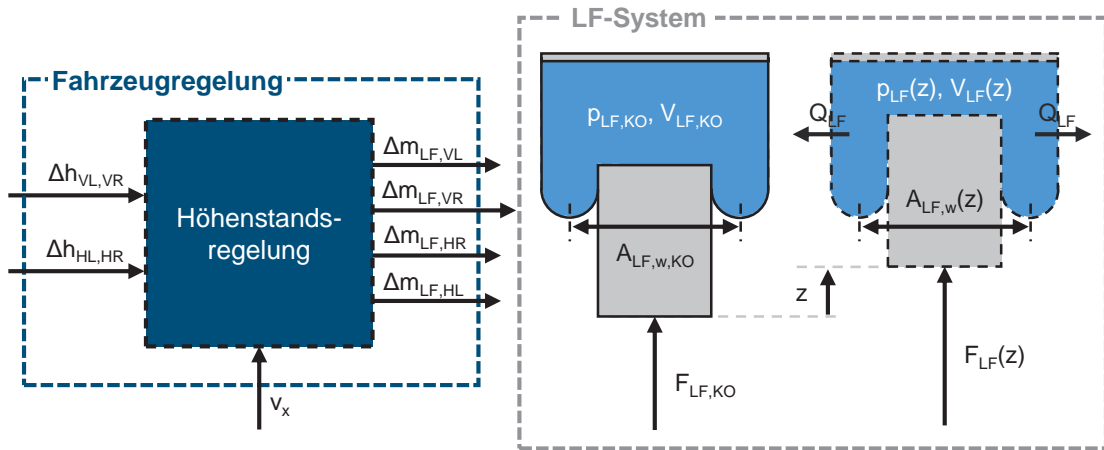 LF-System
Fahrzeugregelung
Δh_VL,VR
Δh_HL,HR
Höhenstands-
regelung
v_x
Δm_LF,VL
Δm_LF,VR
Δm_LF,HR
Δm_LF,HL
p_LF,KO, V_LF,KO
A_LF,w,KO
F_LF,KO
p_LF(z), V_LF(z)
Q_LF
Q_LF
A_LF,w(z)
z
F_LF(z)